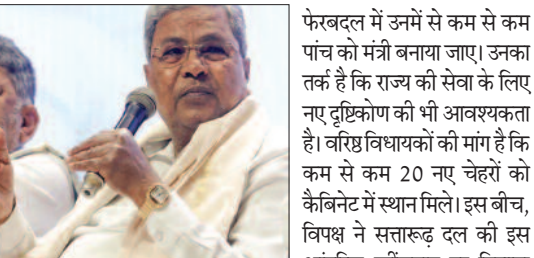 फेरबदल में उनमें से कम से कम
पांच को मंत्री बनाया जाए। उनका
तर्क है कि राज्य की सेवा के लिए
नए दृष्टिकोण की भी आवश्यकता
है। वरिष्ठ विधायकों की मांग है कि
कम से कम 20 नए चेहरों को
कैबिनेट में स्थान मिले। इस बीच,
विपक्ष ने सत्तारूढ़ दल की इस